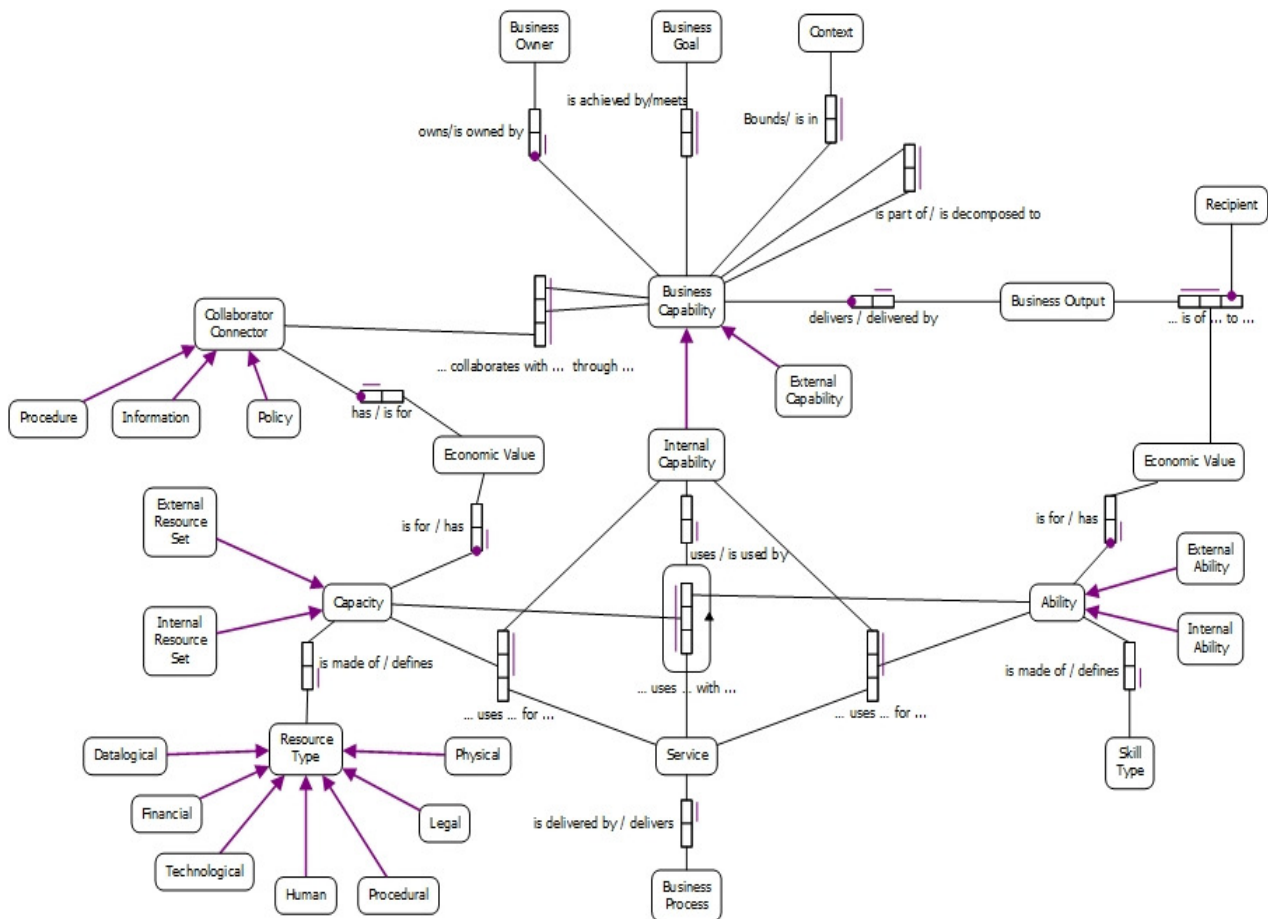 Business
Owner
Business
Goal
Context
is achieved by/meets
owns/is owned by
Bounds/ is in
is part of / is decomposed to
Recipient
Collaborator
Connector
Business
Capability
Business Output
delivers / delivered by
... is of ... to ...
... collaborates with ... through ...
External
Capability
Procedure
Information
Policy
has / is for
Internal
Capability
Economic Value
Economic Value
External
Resource
Set
is for / has
uses / is used by
is for / has
External
Ability
Capacity
Ability
Internal
Resource
Set
Internal
Ability
is made of / defines
... uses ... with ...
is made of / defines
... uses ... for ...
... uses ... for ...
Datalogical
Resource
Type
Physical
Service
Skill
Type
Financial
Legal
is delivered by / delivers
Technological
Human
Procedural
Business
Process